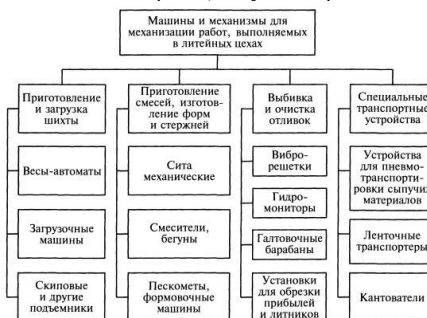 Машины и механизмы для
механизации работ, выполняемых
в литейных цехах
Приготовление
и загрузка
шихты
Весы-автоматы
Загрузочные
машины
Скиповые
и другие
подъемники
Приготовление
смесей, изготов-
ление форм
и стержней
Сита
механические
Смесители,
бегуны
Пескометы,
формовочные
машины
Выбивка
и очистка
отливок
Вибро-
решетки
Гидро-
мониторы
Галтовочные
барабаны
Установки
для обрезки
прибылей
и литников
Специальные
транспортные
устройства
Устройства
для пневмо-
транспорти-
ровки сыпучих
материалов
Ленточные
транспортеры
Кантователи